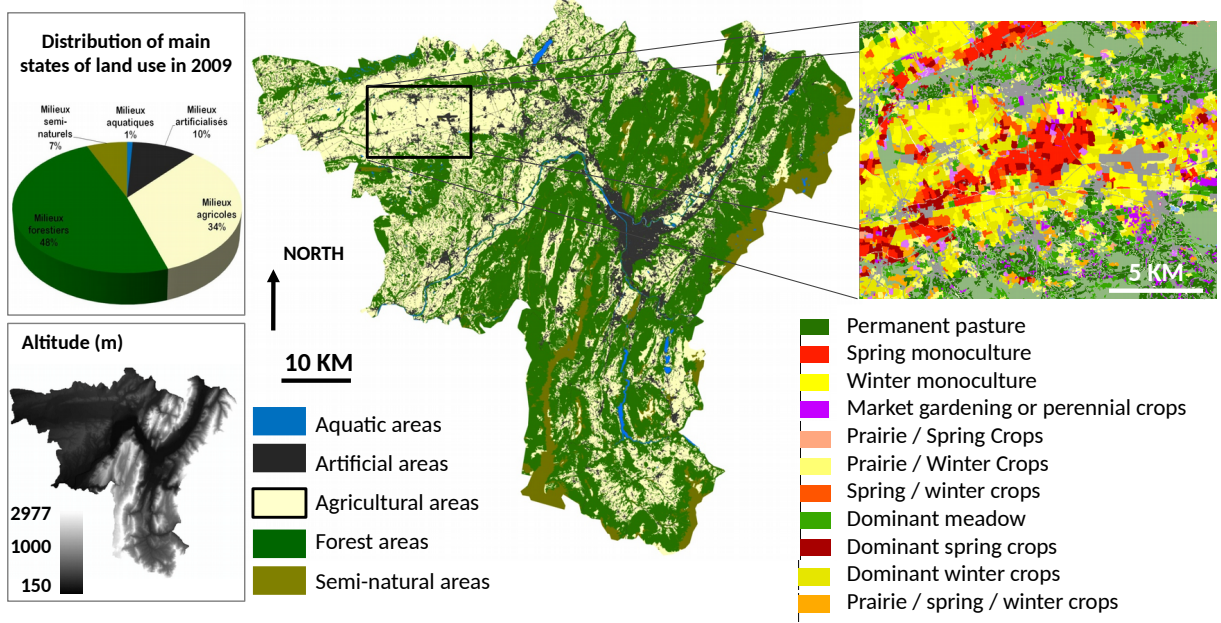 Distribution of main
states of land use in 2009
Milieux
semi-
naturels
7%
Milieux
aquatiques
1%
Milieux
artificialisés
10%
Milieux
agricoles
34%
Milieux
forestiers
48%
Altitude (m)
2977
1000
150
NORTH
10 KM
Aquatic areas
Artificial areas
Agricultural areas
Forest areas
Semi-natural areas
5 KM
Permanent pasture
Spring monoculture
Winter monoculture
Market gardening or perennial crops
Prairie / Spring Crops
Prairie / Winter Crops
Spring / winter crops
Dominant meadow
Dominant spring crops
Dominant winter crops
Prairie / spring / winter crops